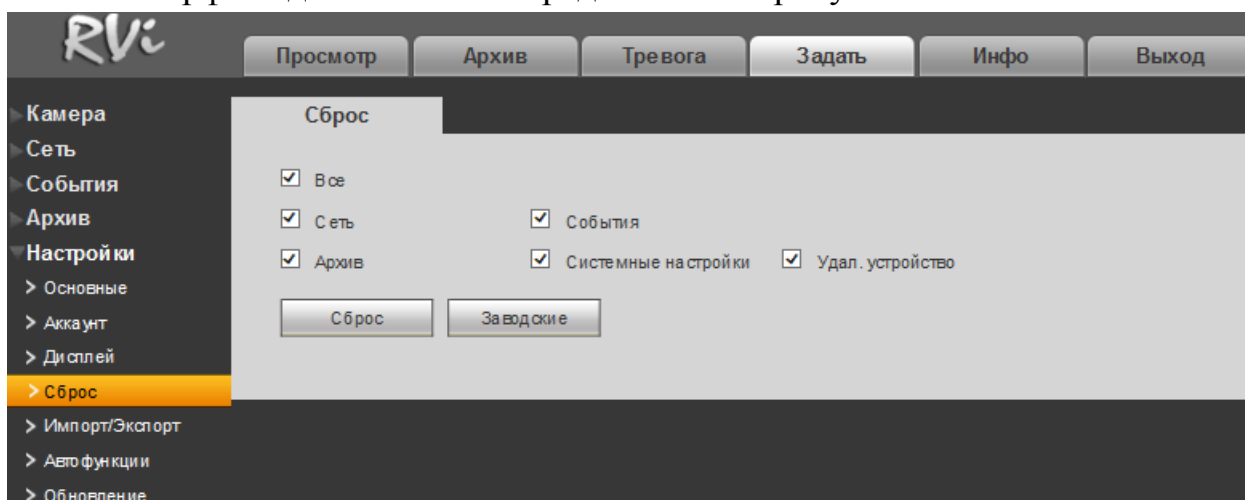 RVi
Просмотр Архив Тревога Задать Инфо Выход
Камера
Сеть
События
Архив
Настройки
> Основные
> Аккаунт
> Дисплей
> Сброс
> Импорт/Экспорт
> Автофункции
> Обновление
Сброс
Все
Сеть События
Архив Системные настройки Удал. устройство
Сброс Заводские